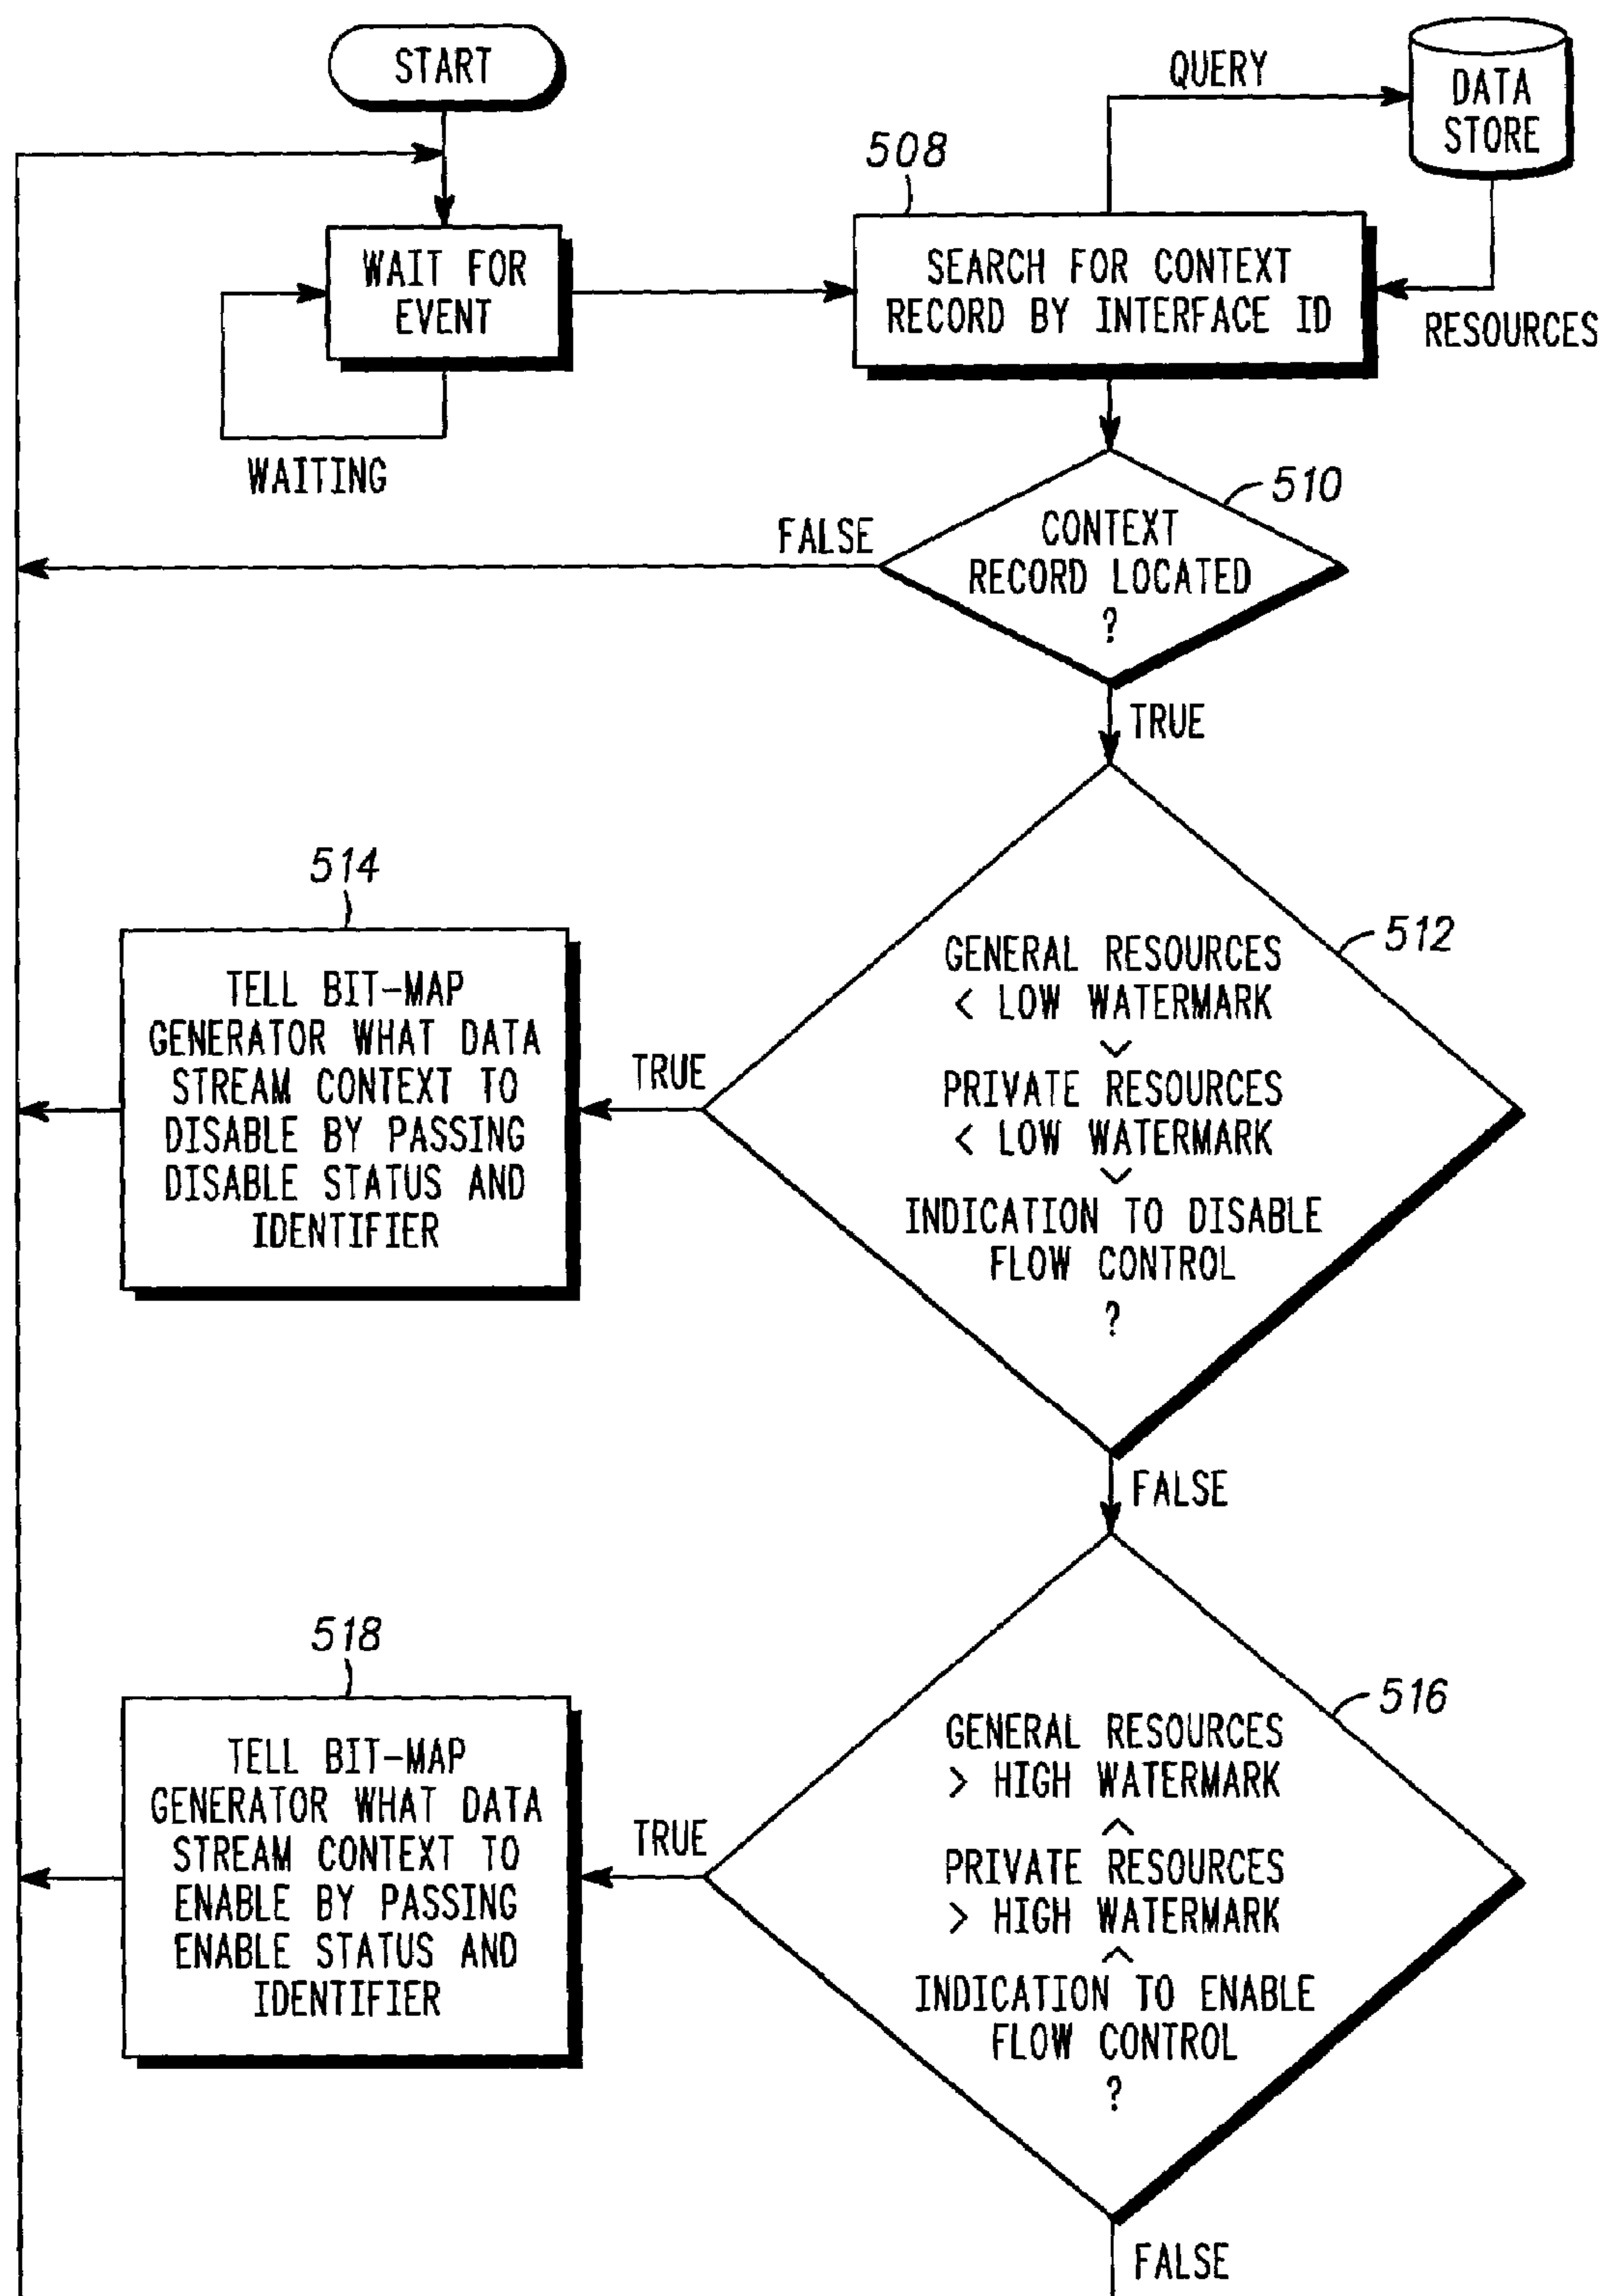 START
QUERY
DATA
STORE
508
WAIT FOR
EVENT
SEARCH FOR CONTEXT
RECORD BY INTERFACE ID
RESOURCES
WAITING
510
FALSE
CONTEXT
RECORD LOCATED
?
TRUE
514
512
TELL BIT-MAP
GENERATOR WHAT DATA
STREAM CONTEXT TO
DISABLE BY PASSING
DISABLE STATUS AND
IDENTIFIER
TRUE
GENERAL RESOURCES
< LOW WATERMARK
∨
PRIVATE RESOURCES
< LOW WATERMARK
∨
INDICATION TO DISABLE
FLOW CONTROL
?
FALSE
518
516
TELL BIT-MAP
GENERATOR WHAT DATA
STREAM CONTEXT TO
ENABLE BY PASSING
ENABLE STATUS AND
IDENTIFIER
TRUE
GENERAL RESOURCES
> HIGH WATERMARK
∧
PRIVATE RESOURCES
> HIGH WATERMARK
∧
INDICATION TO ENABLE
FLOW CONTROL
?
FALSE